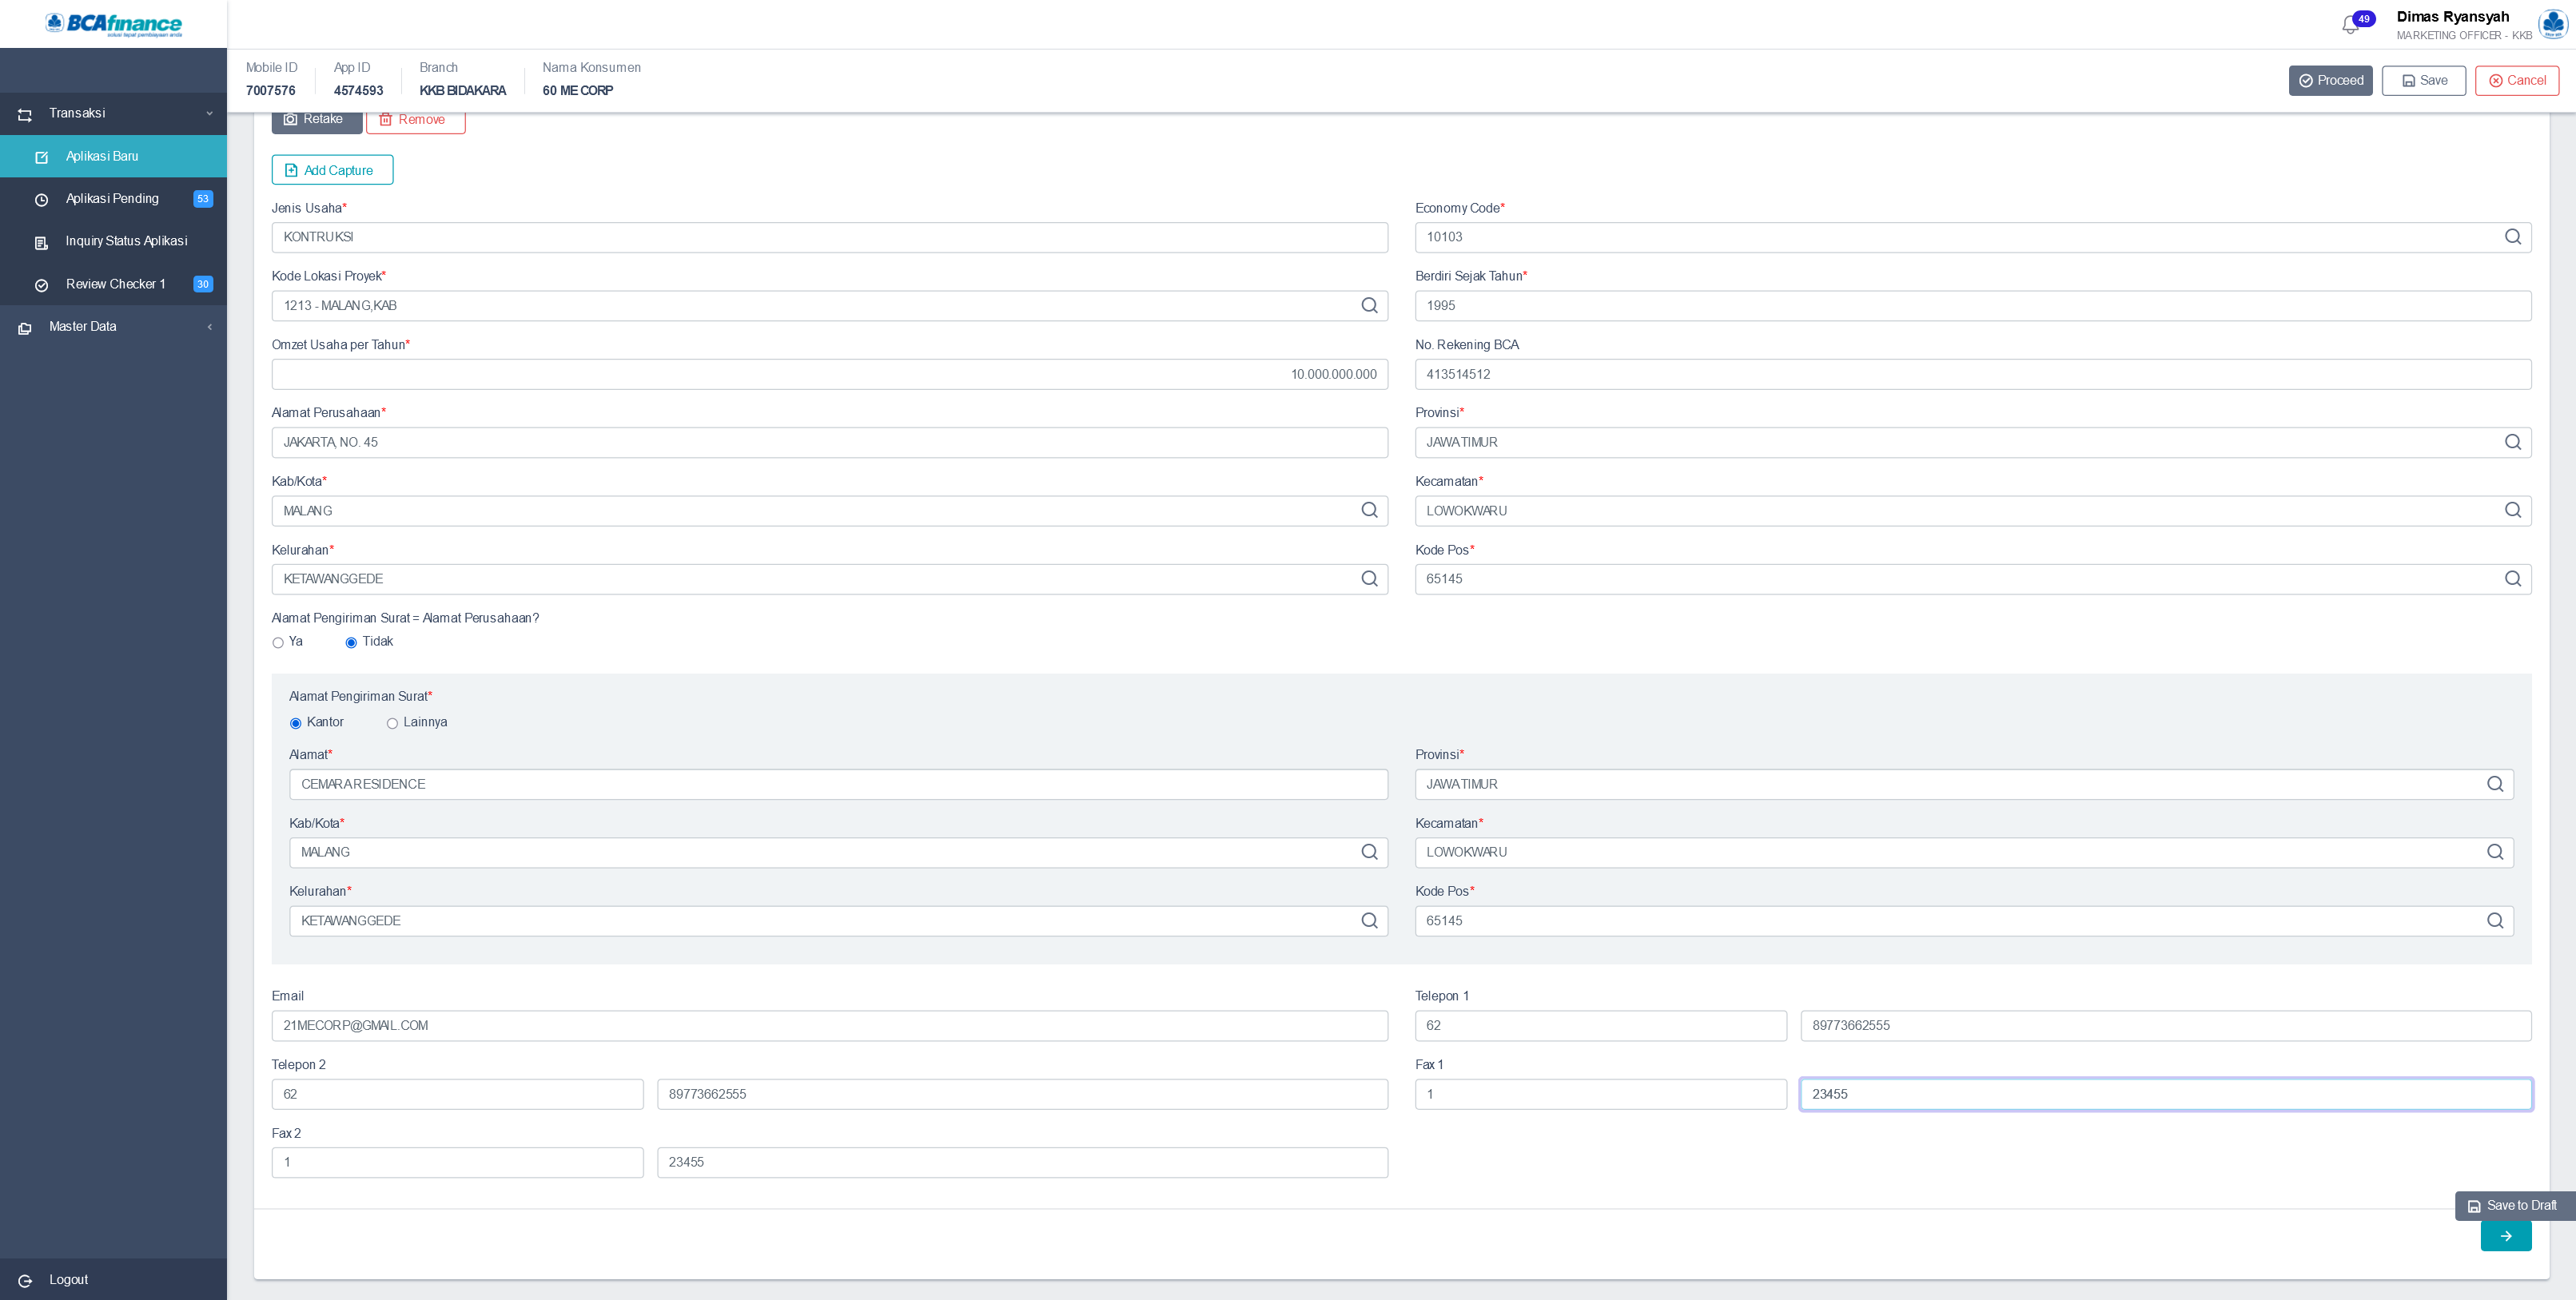 BCAfinance
solusi tepat pembiayaan anda
49
Dimas Ryansyah
MARKETING OFFICER - KKB
Mobile ID
7007576
App ID
4574593
Branch
KKB BIDAKARA
Nama Konsumen
60 ME CORP
Proceed
Save
Cancel
Transaksi
Aplikasi Baru
Aplikasi Pending 53
Inquiry Status Aplikasi
Review Checker 1 30
Master Data
Logout
Retake
Remove
Add Capture
Jenis Usaha*
KONTRUKSI
Economy Code*
10103
Kode Lokasi Proyek*
1213 - MALANG,KAB
Berdiri Sejak Tahun*
1995
Omzet Usaha per Tahun*
10.000.000.000
No. Rekening BCA
413514512
Alamat Perusahaan*
JAKARTA, NO. 45
Provinsi*
JAWA TIMUR
Kab/Kota*
MALANG
Kecamatan*
LOWOKWARU
Kelurahan*
KETAWANGGEDE
Kode Pos*
65145
Alamat Pengiriman Surat = Alamat Perusahaan?
Ya Tidak
Alamat Pengiriman Surat*
Kantor Lainnya
Alamat*
CEMARA RESIDENCE
Provinsi*
JAWA TIMUR
Kab/Kota*
MALANG
Kecamatan*
LOWOKWARU
Kelurahan*
KETAWANGGEDE
Kode Pos*
65145
Email
21MECORP@GMAIL.COM
Telepon 1
62 89773662555
Telepon 2
62 89773662555
Fax 1
1 23455
Fax 2
1 23455
Save to Draft